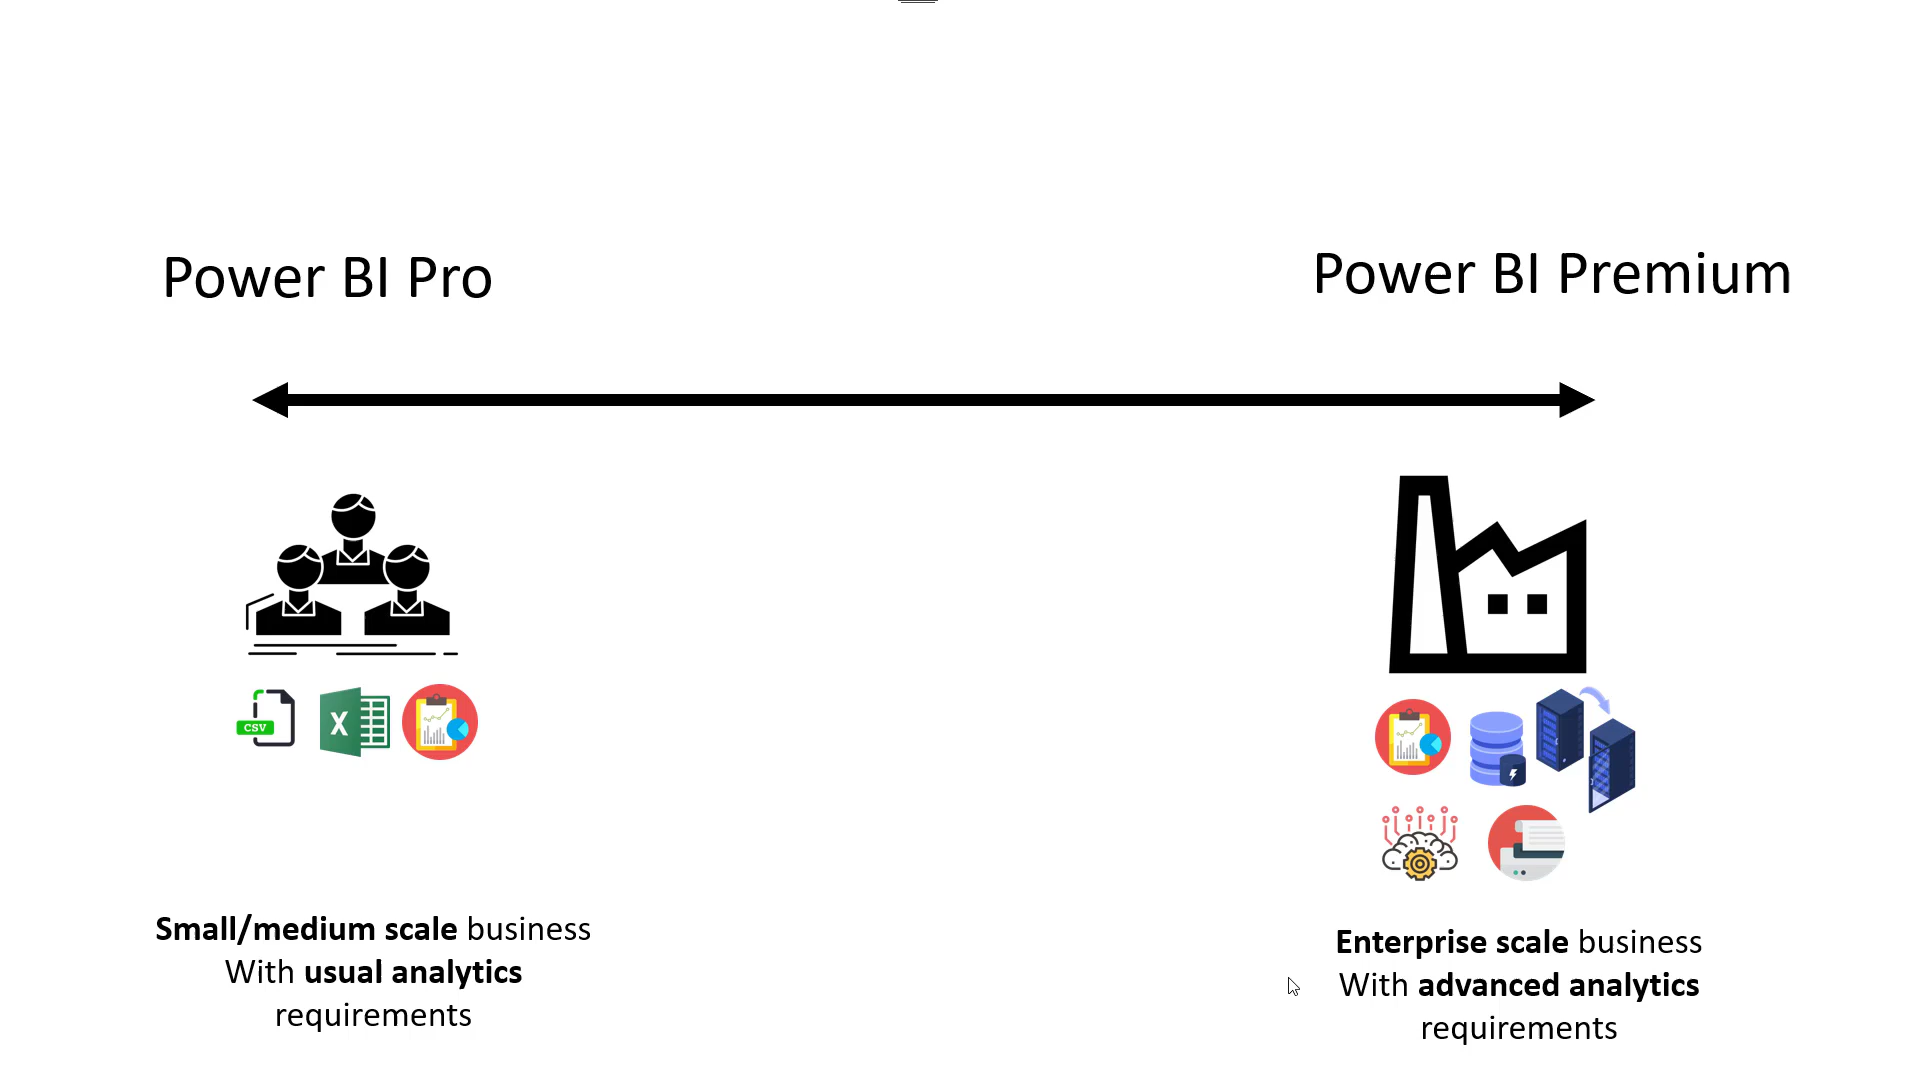 Power BI Pro
Power BI Premium
CSV
X
Small/medium scale business
With usual analytics
requirements
Enterprise scale business
With advanced analytics
requirements